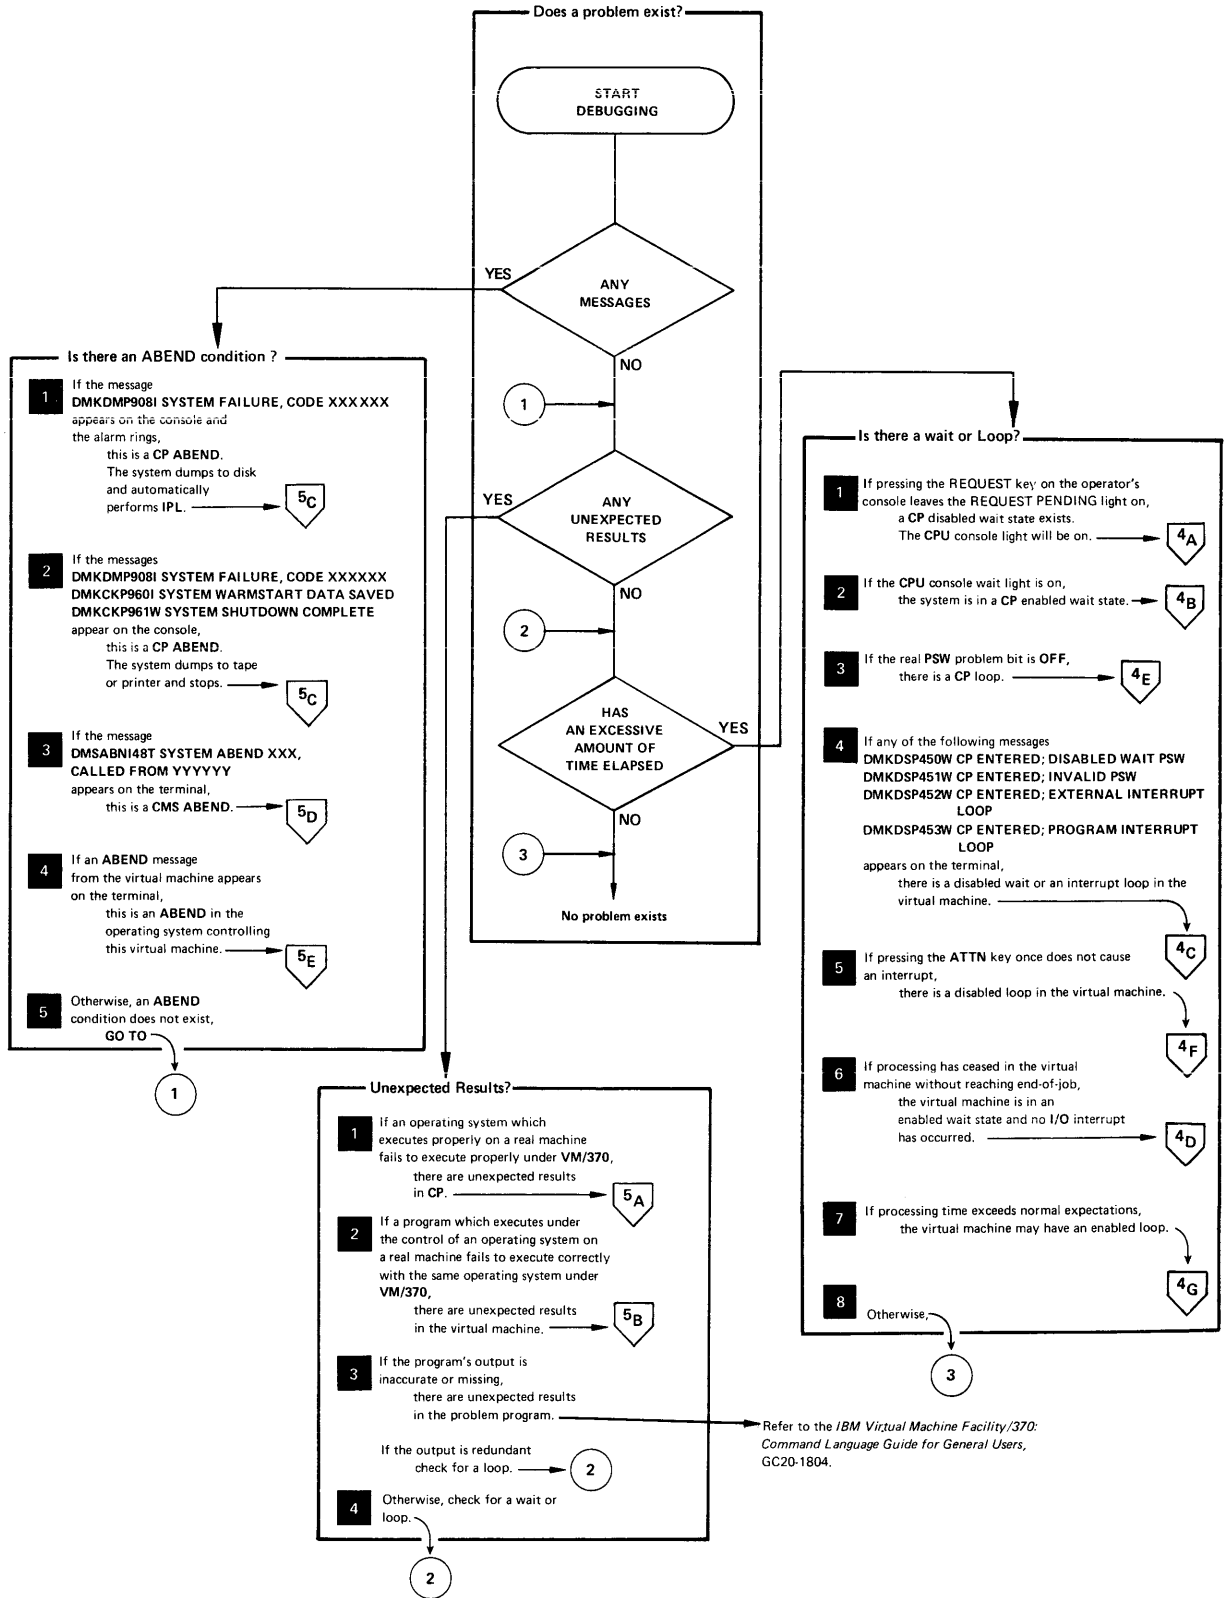 Does a problem exist?
START
DEBUGGING
YES
ANY
MESSAGES
NO
1
YES
ANY
UNEXPECTED
RESULTS
NO
2
HAS
AN EXCESSIVE
AMOUNT OF
TIME ELAPSED
YES
NO
3
No problem exists
Is there an ABEND condition ?
1
If the message
DMKDMP908I SYSTEM FAILURE, CODE XXXXXX
appears on the console and
the alarm rings,
this is a CP ABEND.
The system dumps to disk
and automatically
performs IPL.
5C
2
If the messages
DMKDMP908I SYSTEM FAILURE, CODE XXXXXX
DMKCKP960I SYSTEM WARMSTART DATA SAVED
DMKCKP961W SYSTEM SHUTDOWN COMPLETE
appear on the console,
this is a CP ABEND.
The system dumps to tape
or printer and stops.
5C
3
If the message
DMSABNI48T SYSTEM ABEND XXX,
CALLED FROM YYYYYY
appears on the terminal,
this is a CMS ABEND.
5D
4
If an ABEND message
from the virtual machine appears
on the terminal,
this is an ABEND in the
operating system controlling
this virtual machine.
5E
5
Otherwise, an ABEND
condition does not exist,
GO TO
1
Unexpected Results?
1
If an operating system which
executes properly on a real machine
fails to execute properly under VM/370,
there are unexpected results
in CP.
5A
2
If a program which executes under
the control of an operating system on
a real machine fails to execute correctly
with the same operating system under
VM/370,
there are unexpected results
in the virtual machine.
5B
3
If the program's output is
inaccurate or missing,
there are unexpected results
in the problem program.
Refer to the IBM Virtual Machine Facility/370:
Command Language Guide for General Users,
GC20-1804.
If the output is redundant
check for a loop.
2
4
Otherwise, check for a wait or
loop.
2
Is there a wait or Loop?
1
If pressing the REQUEST key on the operator's
console leaves the REQUEST PENDING light on,
a CP disabled wait state exists.
The CPU console light will be on.
4A
2
If the CPU console wait light is on,
the system is in a CP enabled wait state.
4B
3
If the real PSW problem bit is OFF,
there is a CP loop.
4E
4
If any of the following messages
DMKDSP450W CP ENTERED; DISABLED WAIT PSW
DMKDSP451W CP ENTERED; INVALID PSW
DMKDSP452W CP ENTERED; EXTERNAL INTERRUPT
LOOP
DMKDSP453W CP ENTERED; PROGRAM INTERRUPT
LOOP
appears on the terminal,
there is a disabled wait or an interrupt loop in the
virtual machine.
4C
5
If pressing the ATTN key once does not cause
an interrupt,
there is a disabled loop in the virtual machine.
4F
6
If processing has ceased in the virtual
machine without reaching end-of-job,
the virtual machine is in an
enabled wait state and no I/O interrupt
has occurred.
4D
7
If processing time exceeds normal expectations,
the virtual machine may have an enabled loop.
4G
8
Otherwise,
3